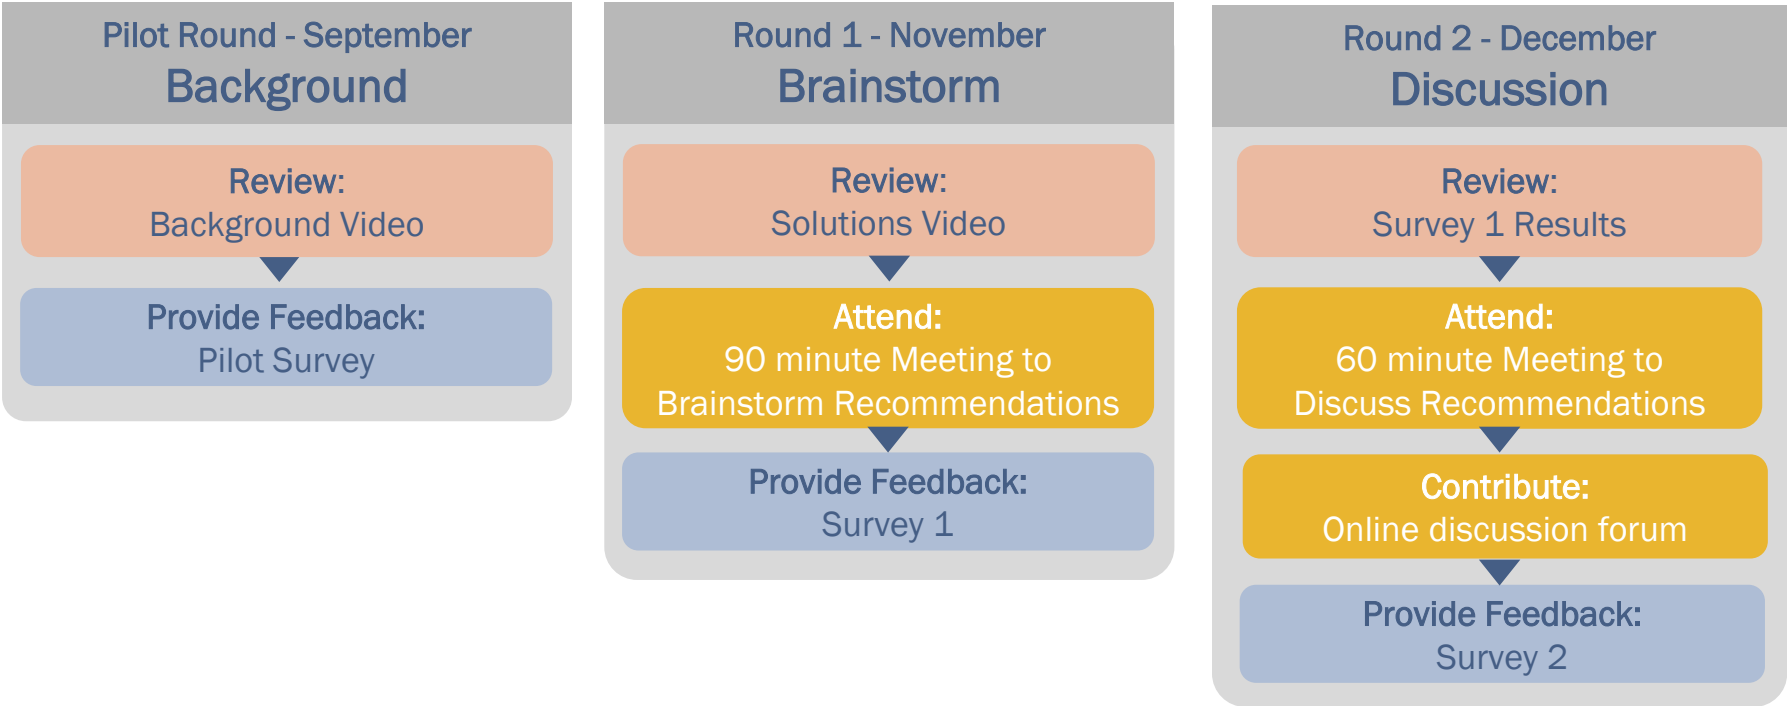 Pilot Round - September
Background
Review:
Background Video
Provide Feedback:
Pilot Survey
Round 1 - November
Brainstorm
Review:
Solutions Video
Attend:
90 minute Meeting to
Brainstorm Recommendations
Provide Feedback:
Survey 1
Round 2 - December
Discussion
Review:
Survey 1 Results
Attend:
60 minute Meeting to
Discuss Recommendations
Contribute:
Online discussion forum
Provide Feedback:
Survey 2